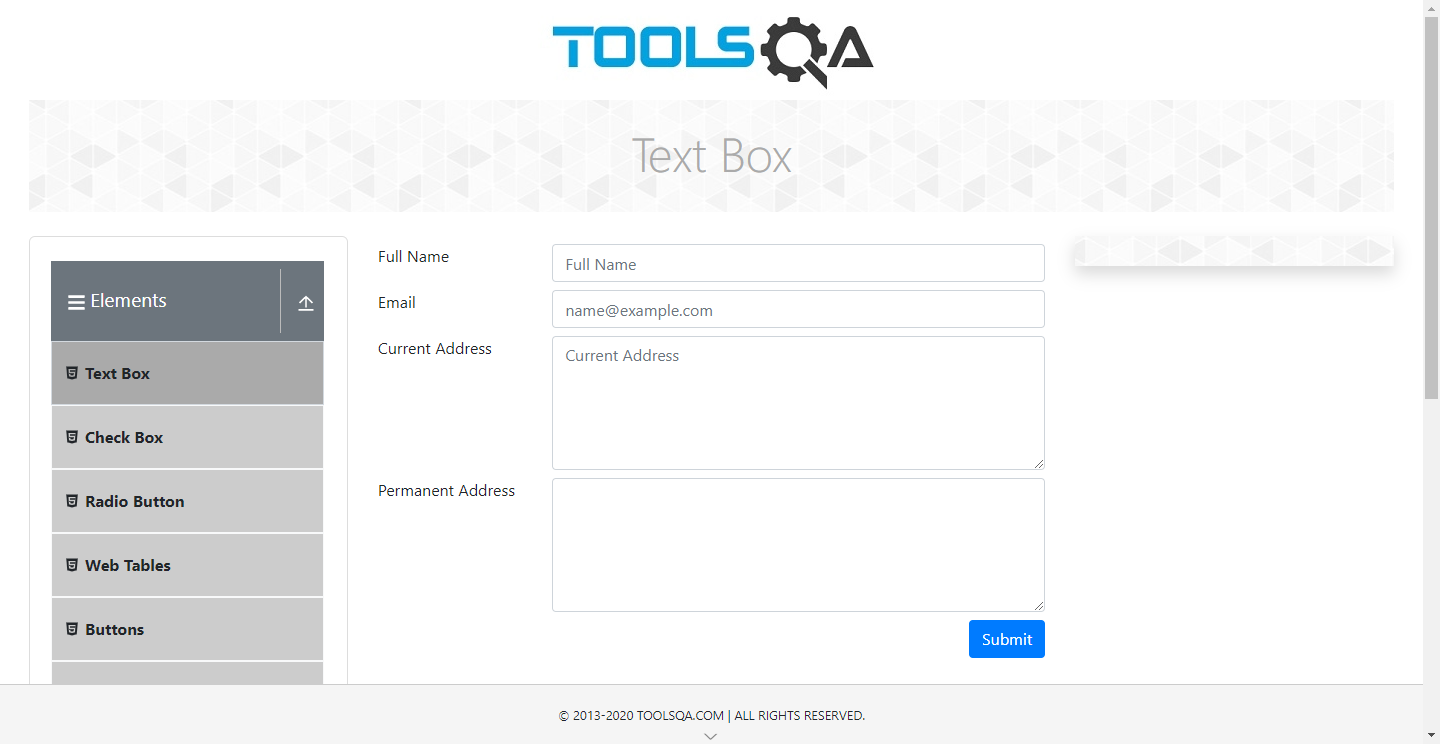 TOOLSQA
Text Box
Elements
Text Box
Check Box
Radio Button
Web Tables
Buttons
Full Name
Full Name
Email
name@example.com
Current Address
Current Address
Permanent Address
Submit
© 2013-2020 TOOLSQA.COM | ALL RIGHTS RESERVED.